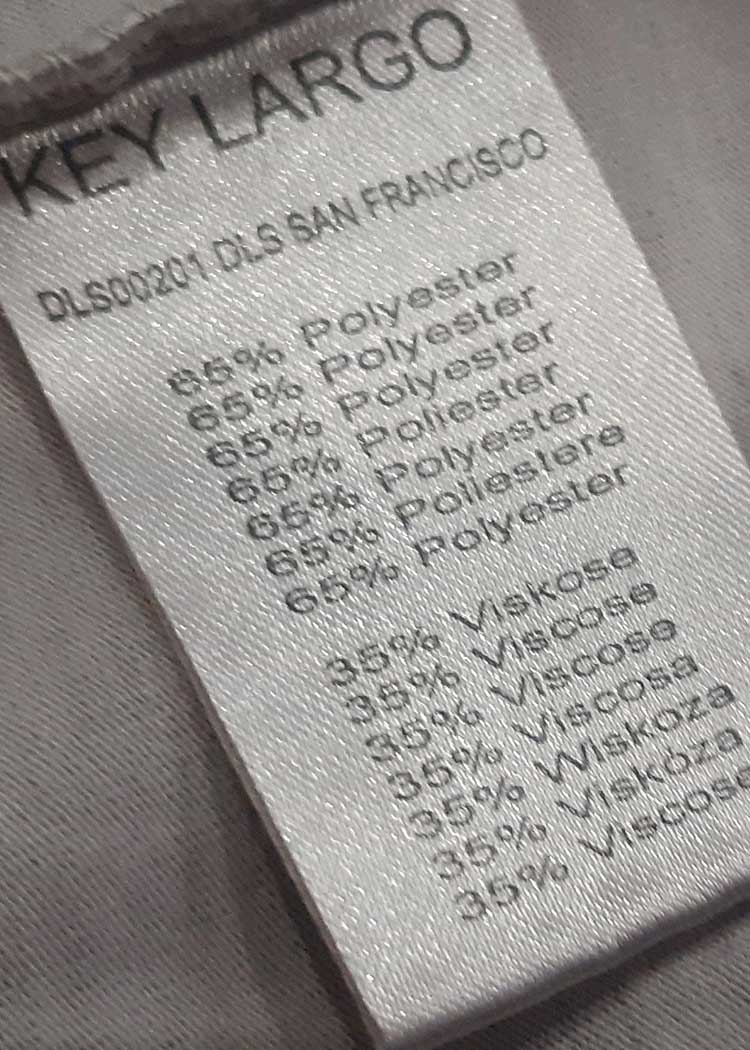 KEY LARGO
DLS00201 DLS SAN FRANCISCO
65% Polyester
65% Polyester
65% Polyester
65% Poliester
65% Polyester
65% Poliestere
65% Polyester
35% Viskose
35% Viscose
35% Viscose
35% Viscosa
35% Wiskoza
35% Viskóza
35% Viscose